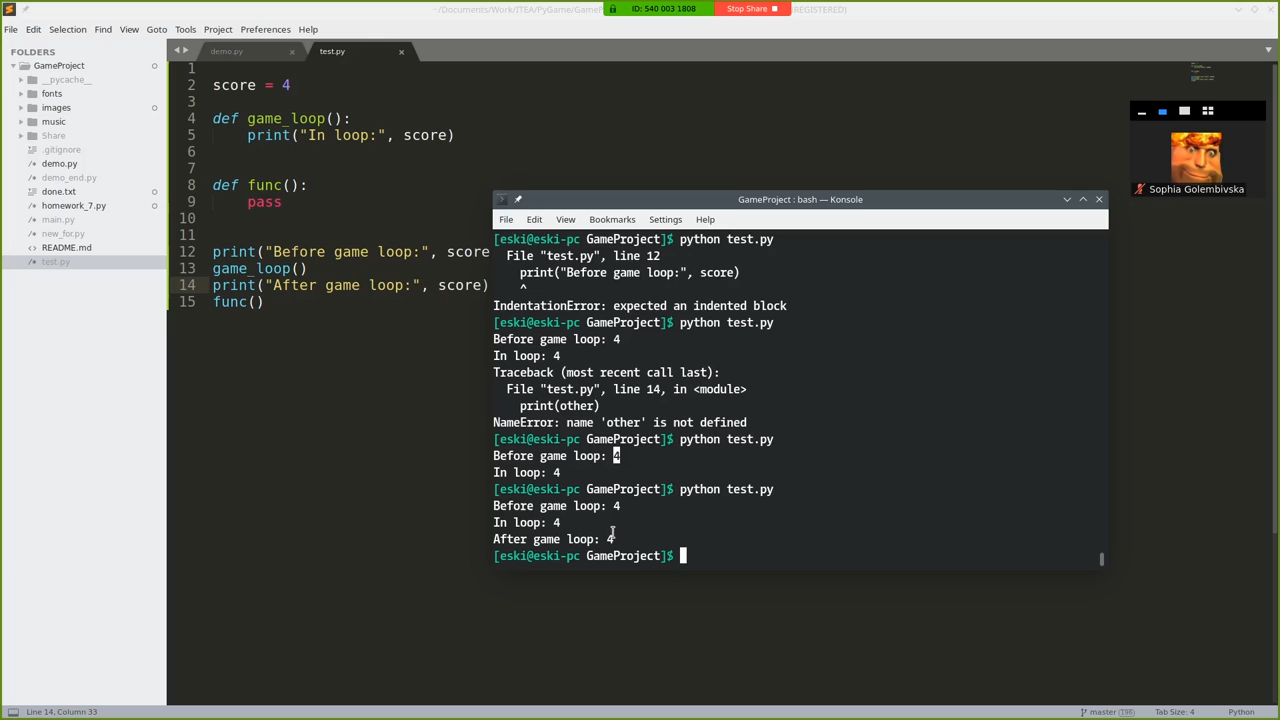 ~/Documents/Work/ITEA/PyGame/GameP
ID: 540 003 1808
Stop Share
REGISTERED)
File Edit Selection Find View Goto Tools Project Preferences Help
FOLDERS
GameProject
__pycache__
fonts
images
music
Share
.gitignore
demo.py
demo_end.py
done.txt
homework_7.py
main.py
new_for.py
README.md
test.py
demo.py
test.py
1
2 score = 4
3
4 def game_loop():
5 print("In loop:", score)
6
7
8 def func():
9 pass
10
11
12 print("Before game loop:", score
13 game_loop()
14 print("After game loop:", score)
15 func()
Sophia Golembivska
GameProject : bash — Konsole
File Edit View Bookmarks Settings Help
[eski@eski-pc GameProject]$ python test.py
File "test.py", line 12
print("Before game loop:", score)
^
IndentationError: expected an indented block
[eski@eski-pc GameProject]$ python test.py
Before game loop: 4
In loop: 4
Traceback (most recent call last):
File "test.py", line 14, in <module>
print(other)
NameError: name 'other' is not defined
[eski@eski-pc GameProject]$ python test.py
Before game loop: 4
In loop: 4
[eski@eski-pc GameProject]$ python test.py
Before game loop: 4
In loop: 4
After game loop: 4
[eski@eski-pc GameProject]$
Line 14, Column 33
master 196
Tab Size: 4
Python